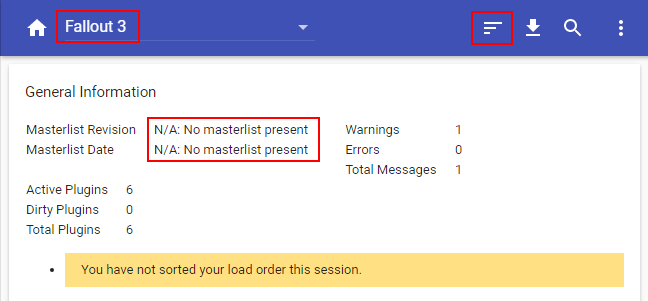 Fallout 3
General Information
Masterlist Revision N/A: No masterlist present Warnings 1
Masterlist Date N/A: No masterlist present Errors 0
Total Messages 1
Active Plugins 6
Dirty Plugins 0
Total Plugins 6
You have not sorted your load order this session.